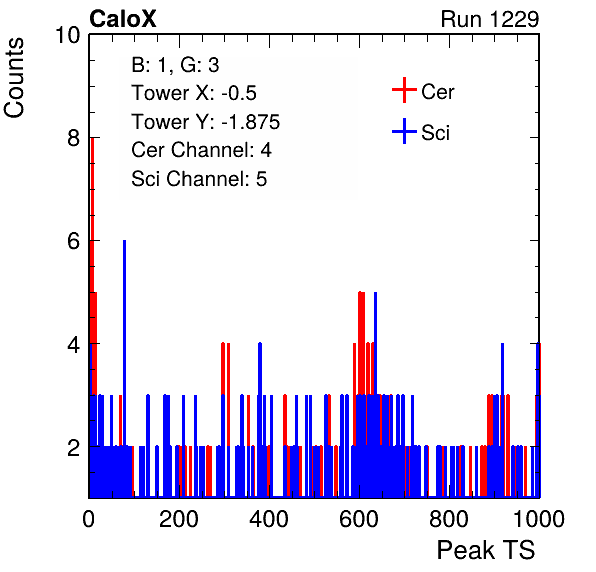 CaloX Run 1229
Counts
10
8
6
4
2
B: 1, G: 3
Tower X: -0.5
Tower Y: -1.875
Cer Channel: 4
Sci Channel: 5
Cer
Sci
0 200 400 600 800 1000
Peak TS